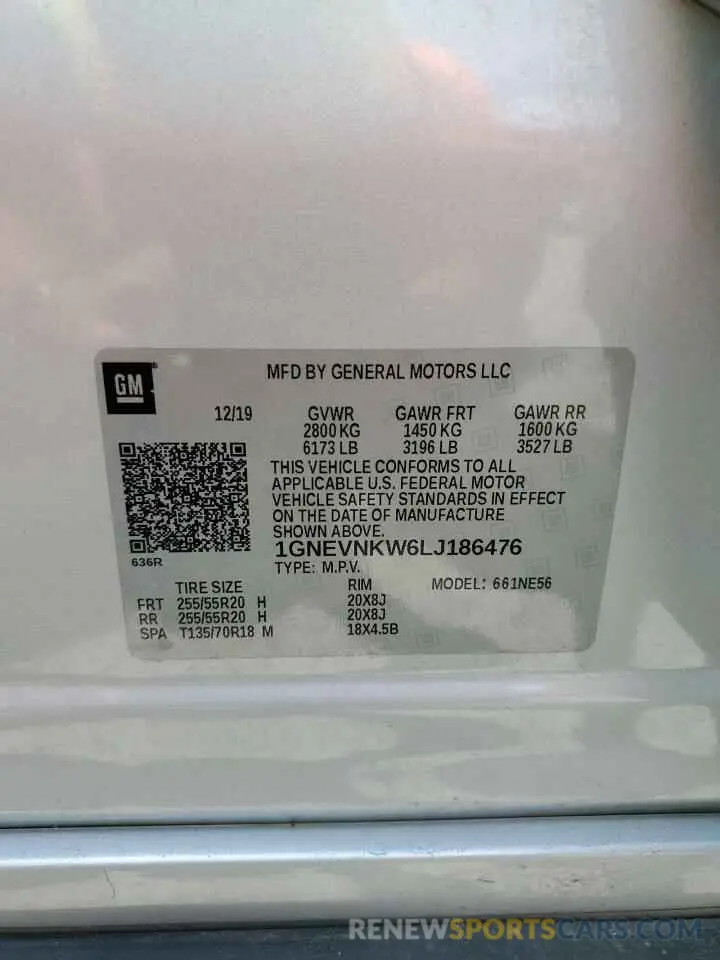 GM
MFD BY GENERAL MOTORS LLC
12/19 GVWR GAWR FRT GAWR RR
2800 KG 1450 KG 1600 KG
6173 LB 3196 LB 3527 LB
THIS VEHICLE CONFORMS TO ALL
APPLICABLE U.S. FEDERAL MOTOR
VEHICLE SAFETY STANDARDS IN EFFECT
ON THE DATE OF MANUFACTURE
SHOWN ABOVE.
1GNEVNKW6LJ186476
636R
TYPE: M.P.V.
TIRE SIZE RIM MODEL: 661NE56
FRT 255/55R20 H 20X8J
RR 255/55R20 H 20X8J
SPA T135/70R18 M 18X4.5B
RENEWSPORTSCARS.COM